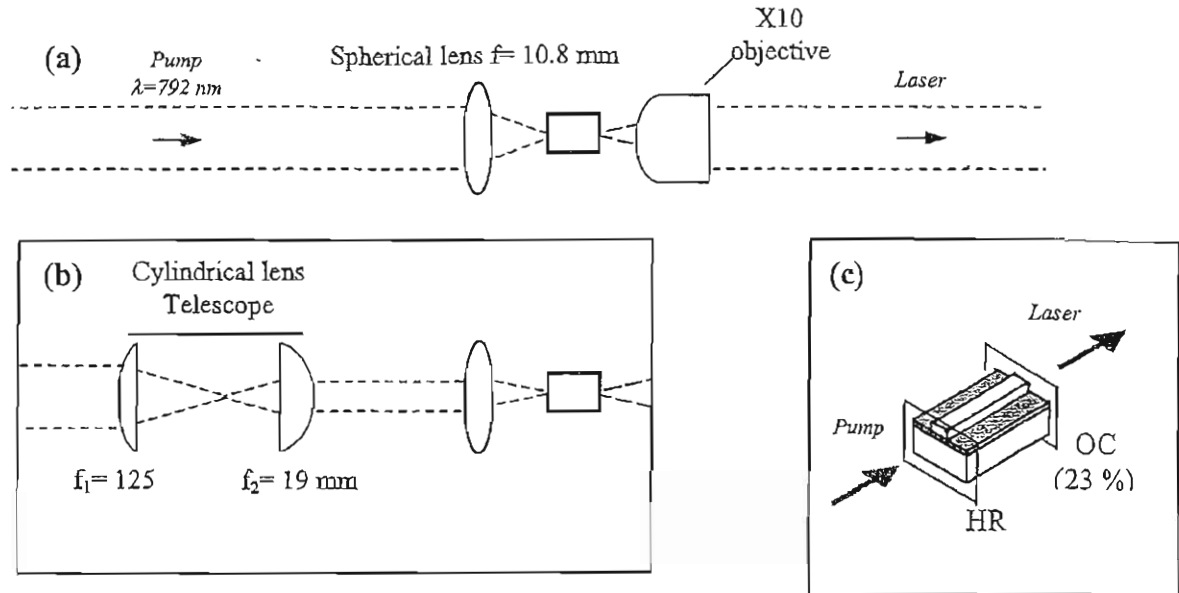 (a)
Pump
λ=792 nm
Spherical lens f= 10.8 mm
X10
objective
Laser
(b)
Cylindrical lens
Telescope
f₁= 125
f₂= 19 mm
(c)
Laser
Pump
OC
(23 %)
HR